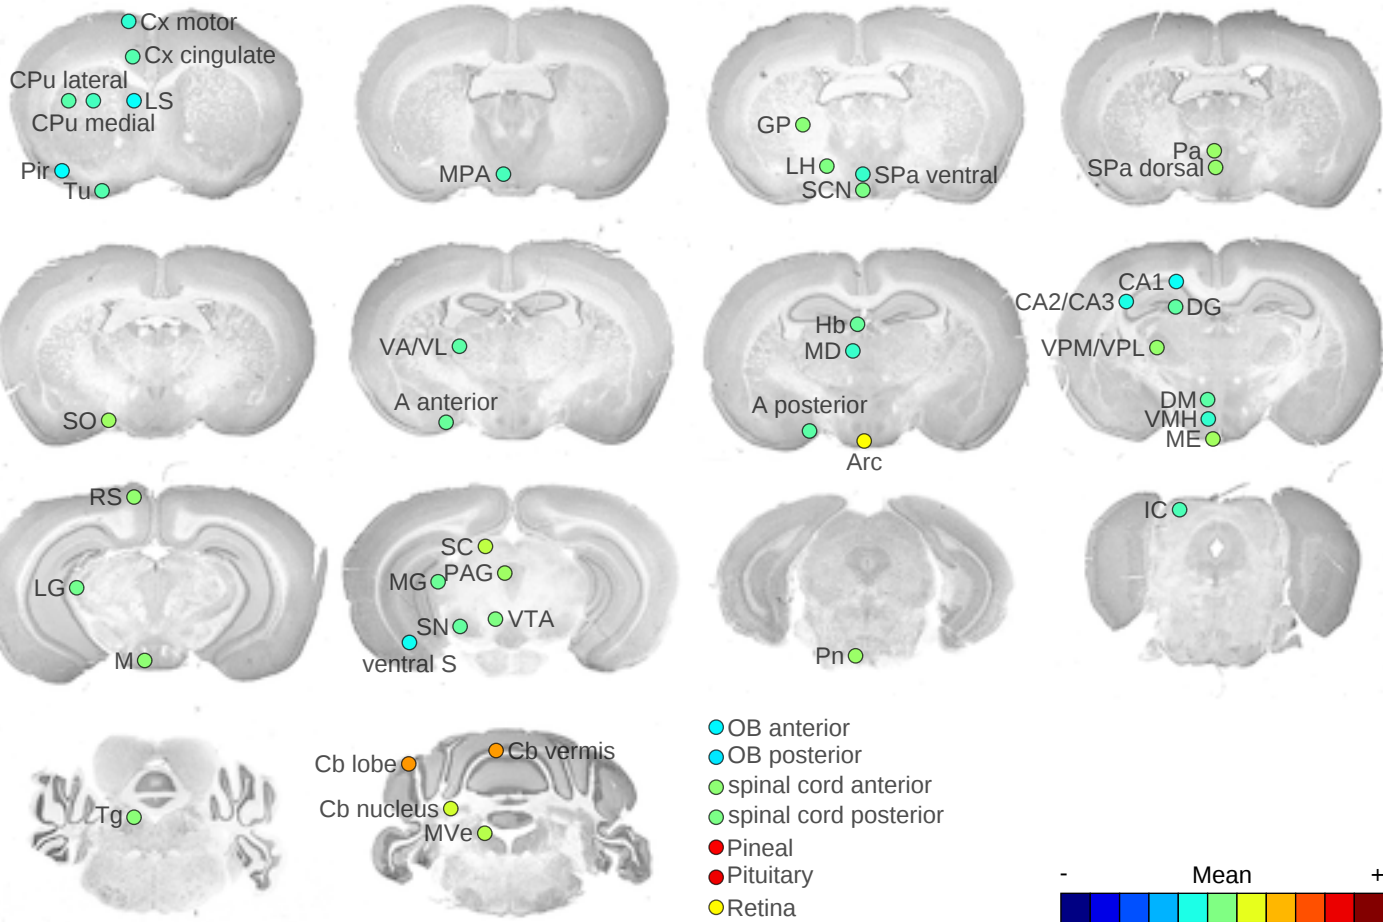 Cx motor
Cx cingulate
CPu lateral
LS
CPu medial
Pir
Tu
MPA
GP
LH
SPa ventral
SCN
Pa
SPa dorsal
SO
VA/VL
A anterior
Hb
MD
A posterior
Arc
CA1
CA2/CA3
DG
VPM/VPL
DM
VMH
ME
RS
LG
M
SC
PAG
MG
VTA
SN
ventral S
Pn
IC
Tg
Cb lobe
Cb vermis
Cb nucleus
MVe
OB anterior
OB posterior
spinal cord anterior
spinal cord posterior
Pineal
Pituitary
Retina
- Mean +